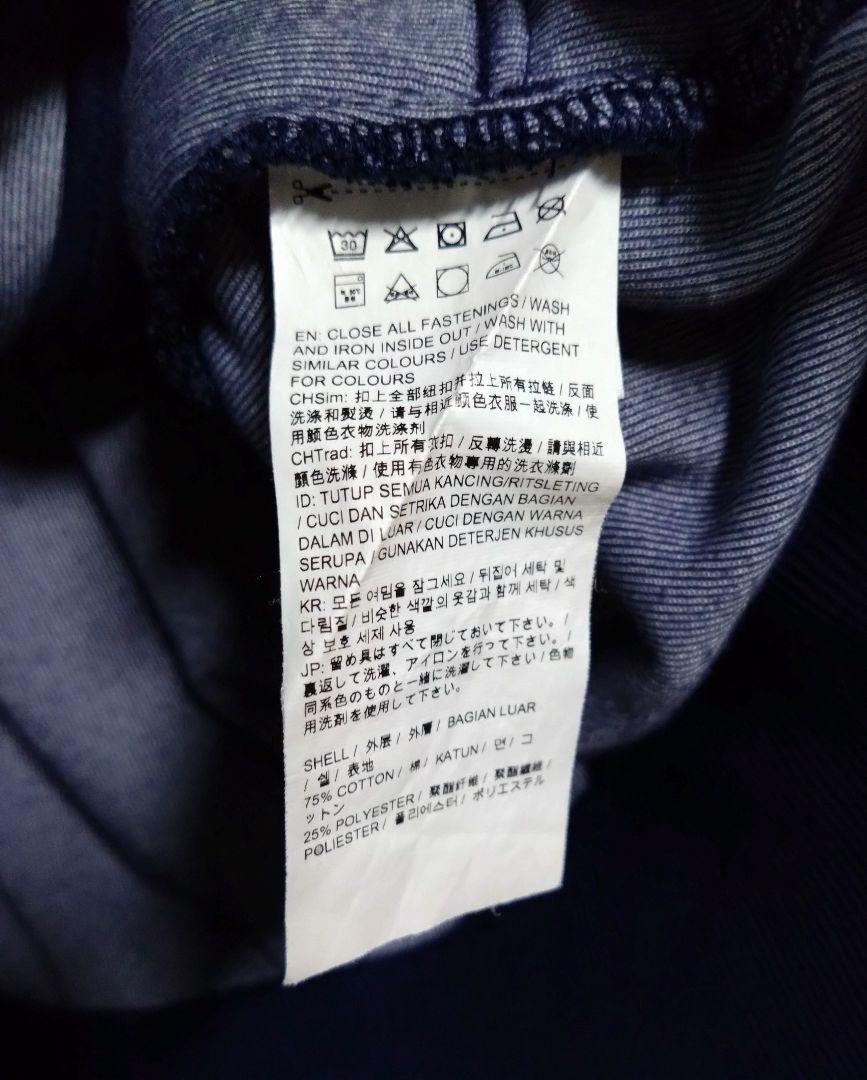 30
EN: CLOSE ALL FASTENINGS / WASH
AND IRON INSIDE OUT / WASH WITH
SIMILAR COLOURS / USE DETERGENT
FOR COLOURS
CHSim: 扣上全部纽扣并拉上所有拉链 / 反面
洗涤和熨烫 / 请与相近颜色衣服一起洗涤 / 使
用颜色衣物洗涤剂
CHTrad: 扣上所有衣扣 / 反轉洗燙 / 請與相近
顏色洗滌 / 使用有色衣物專用的洗衣滌劑
ID: TUTUP SEMUA KANCING/RITSLETING
/ CUCI DAN SETRIKA DENGAN BAGIAN
DALAM DI LUAR / CUCI DENGAN WARNA
SERUPA / GUNAKAN DETERJEN KHUSUS
WARNA
KR: 모든 여밈을 잠그세요 / 뒤집어 세탁 및
다림질 / 비슷한 색깔의 옷감과 함께 세탁 / 색
상 보호 세제 사용
JP: 留め具はすべて閉じておいて下さい。/
裏返して洗濯、アイロンを行って下さい。/
同系色のものと一緒に洗濯して下さい / 色物
用洗剤を使用して下さい。
SHELL / 外层 / 外層 / BAGIAN LUAR
/ 쉘 / 表地
75% COTTON / 棉 / KATUN / 면 / コ
ットン
25% POLYESTER / 聚酯纤维 / 聚酯纖維 /
POLIESTER / 폴리에스터 / ポリエステル